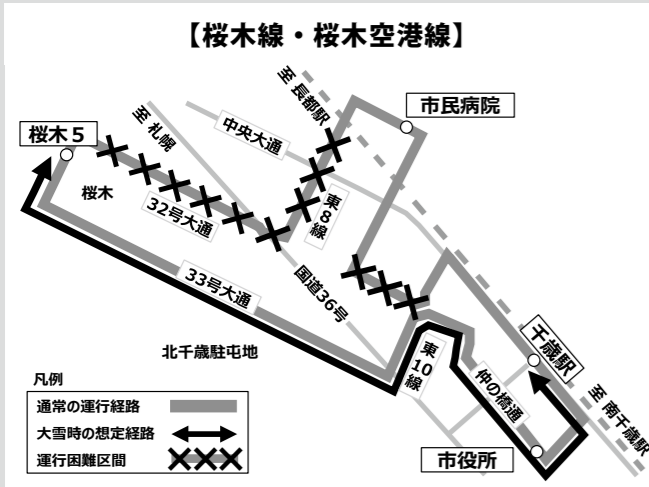 【桜木線・桜木空港線】
至 長都駅
市民病院
至 札幌
中央大通
桜木５
桜木
32号大通
東８線
国道36号
33号大通
北千歳駐屯地
東10線
千歳駅
仲の橋通
至 南千歳駅
市役所
凡例
通常の運行経路
大雪時の想定経路
運行困難区間